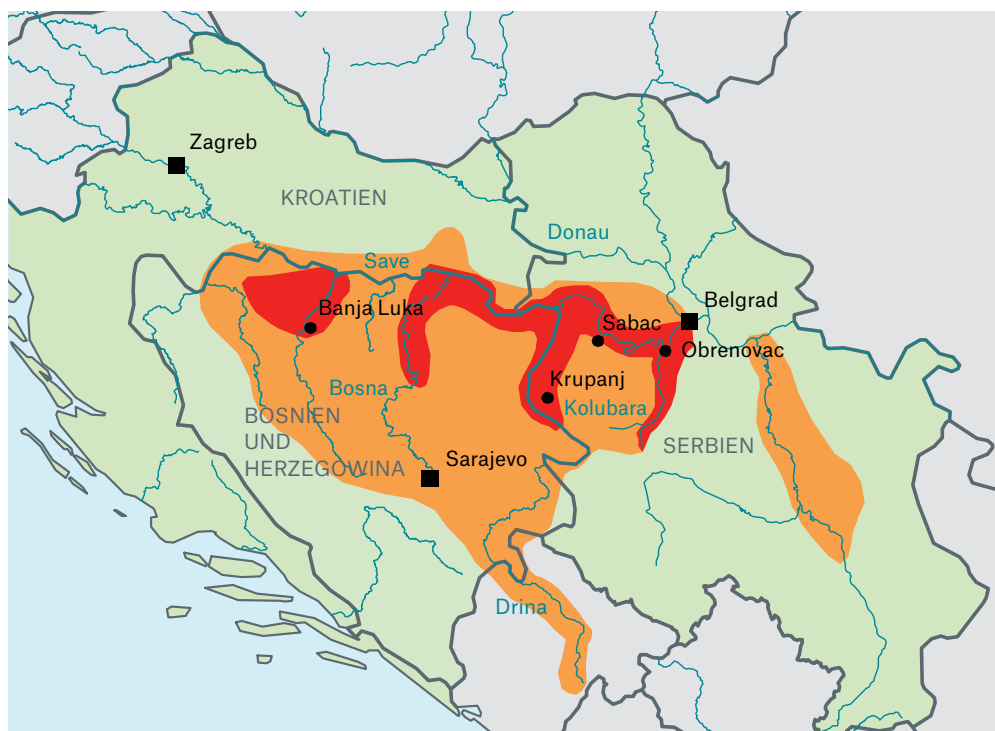 Zagreb
KROATIEN
Donau
Save
Belgrad
Banja Luka
Sabac
Obrenovac
Krupanj
Bosna
Kolubara
BOSNIEN
UND
HERZEGOWINA
SERBIEN
Sarajevo
Drina